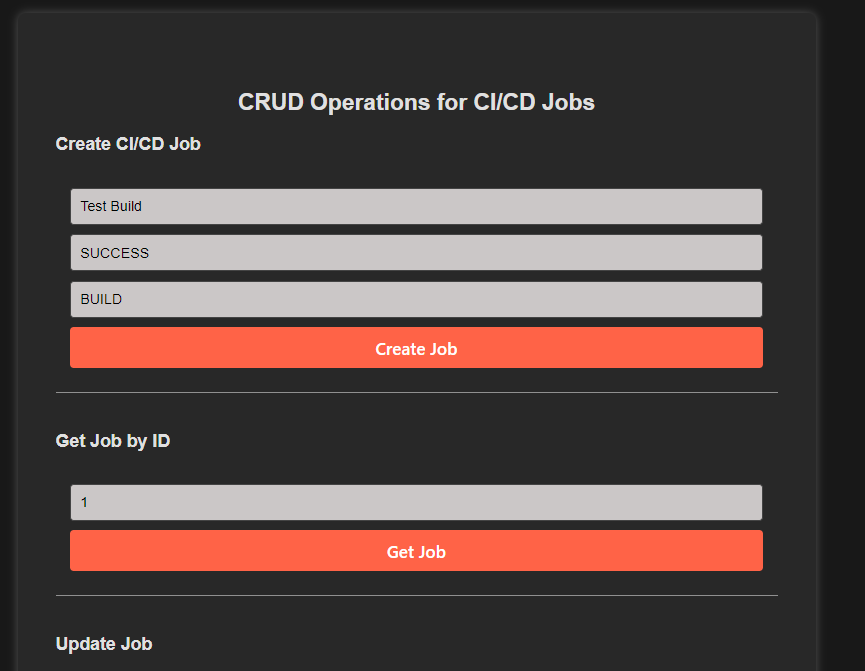 CRUD Operations for CI/CD Jobs
Create CI/CD Job
Test Build
SUCCESS
BUILD
Create Job
Get Job by ID
1
Get Job
Update Job